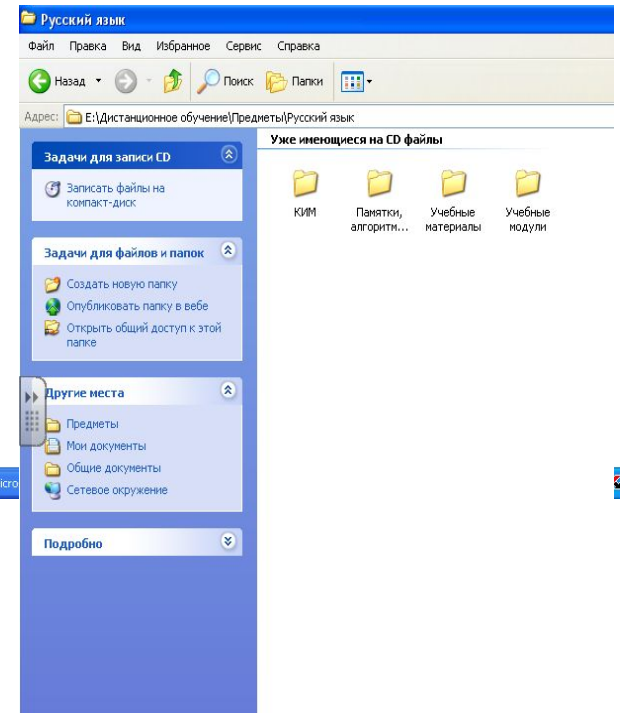 Русский язык
Файл Правка Вид Избранное Сервис Справка
Назад Поиск Папки
Адрес: E:\Дистанционное обучение\Предметы\Русский язык
Уже имеющиеся на CD файлы
КИМ
Памятки,
алгоритм...
Учебные
материалы
Учебные
модули
Задачи для записи CD
Записать файлы на
компакт-диск
Задачи для файлов и папок
Создать новую папку
Опубликовать папку в вебе
Открыть общий доступ к этой
папке
Другие места
Предметы
Мои документы
Общие документы
Сетевое окружение
Подробно
icro